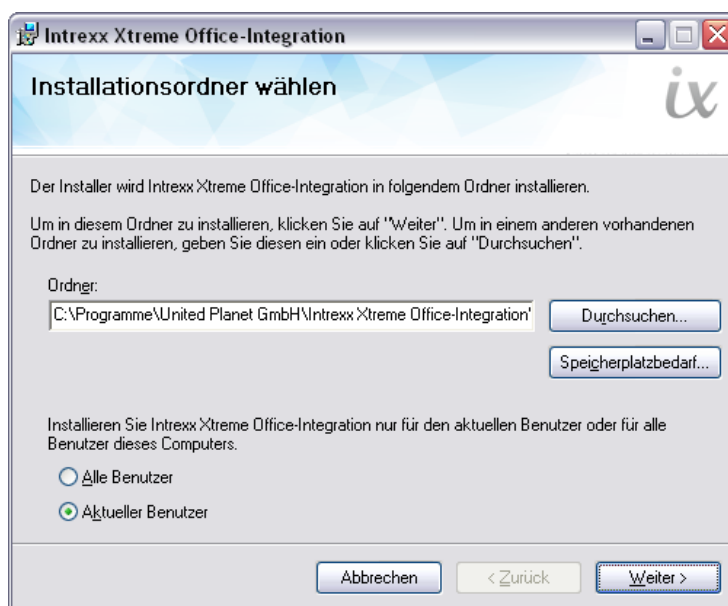 Intrexx Xtreme Office-Integration
Installationsordner wählen
ix
Der Installer wird Intrexx Xtreme Office-Integration in folgendem Ordner installieren.
Um in diesem Ordner zu installieren, klicken Sie auf "Weiter". Um in einem anderen vorhandenen
Ordner zu installieren, geben Sie diesen ein oder klicken Sie auf "Durchsuchen".
Ordner:
C:\Programme\United Planet GmbH\Intrexx Xtreme Office-Integration\
Durchsuchen...
Speicherplatzbedarf...
Installieren Sie Intrexx Xtreme Office-Integration nur für den aktuellen Benutzer oder für alle
Benutzer dieses Computers.
Alle Benutzer
Aktueller Benutzer
Abbrechen
< Zurück
Weiter >